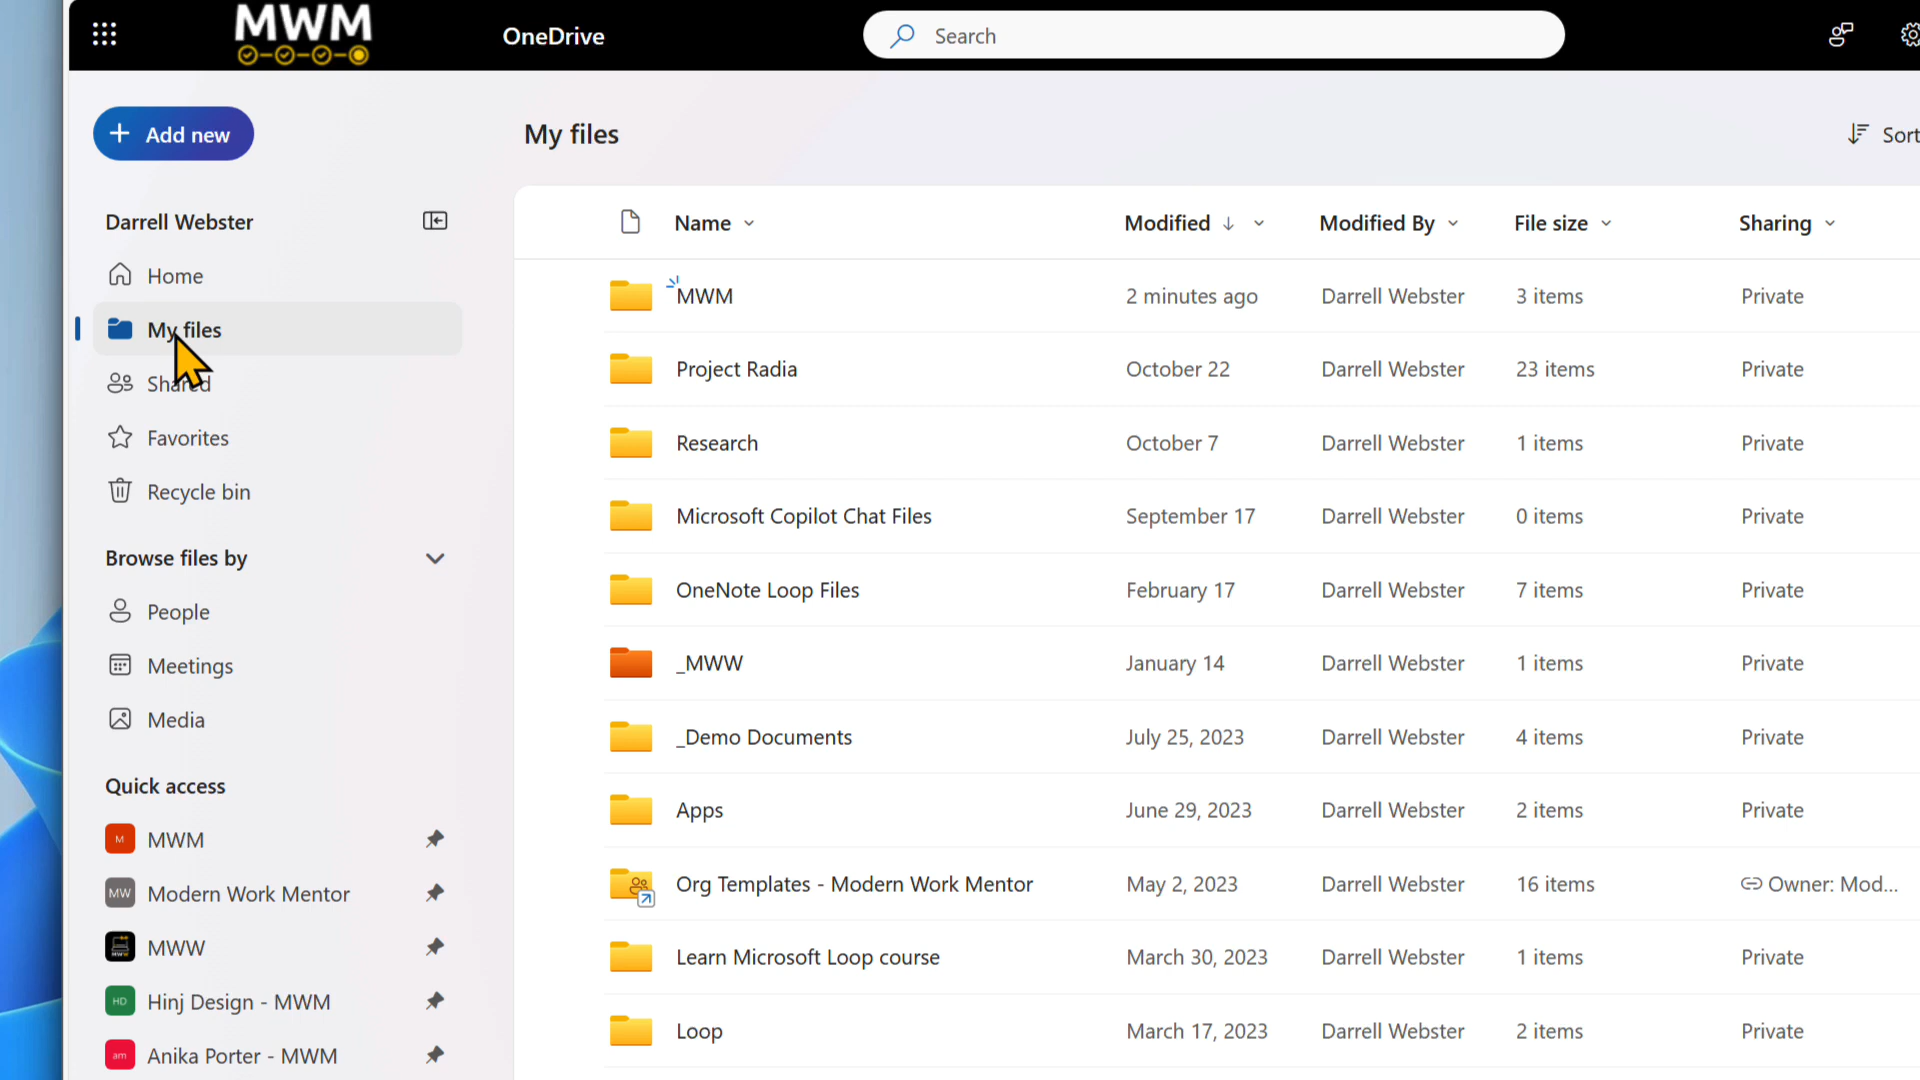 MWM
OneDrive
Search
Add new
My files
Sort
Darrell Webster
Home
My files
Shared
Favorites
Recycle bin
Browse files by
People
Meetings
Media
Quick access
M MWM
MW Modern Work Mentor
MWW MWW
HD Hinj Design - MWM
am Anika Porter - MWM
Name Modified Modified By File size Sharing
MWM 2 minutes ago Darrell Webster 3 items Private
Project Radia October 22 Darrell Webster 23 items Private
Research October 7 Darrell Webster 1 items Private
Microsoft Copilot Chat Files September 17 Darrell Webster 0 items Private
OneNote Loop Files February 17 Darrell Webster 7 items Private
_MWW January 14 Darrell Webster 1 items Private
_Demo Documents July 25, 2023 Darrell Webster 4 items Private
Apps June 29, 2023 Darrell Webster 2 items Private
Org Templates - Modern Work Mentor May 2, 2023 Darrell Webster 16 items Owner: Mod...
Learn Microsoft Loop course March 30, 2023 Darrell Webster 1 items Private
Loop March 17, 2023 Darrell Webster 2 items Private